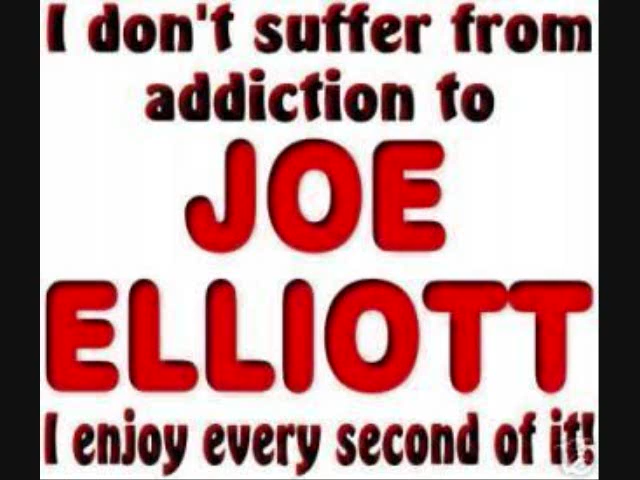 I don't suffer from
addiction to
JOE
ELLIOTT
I enjoy every second of it!